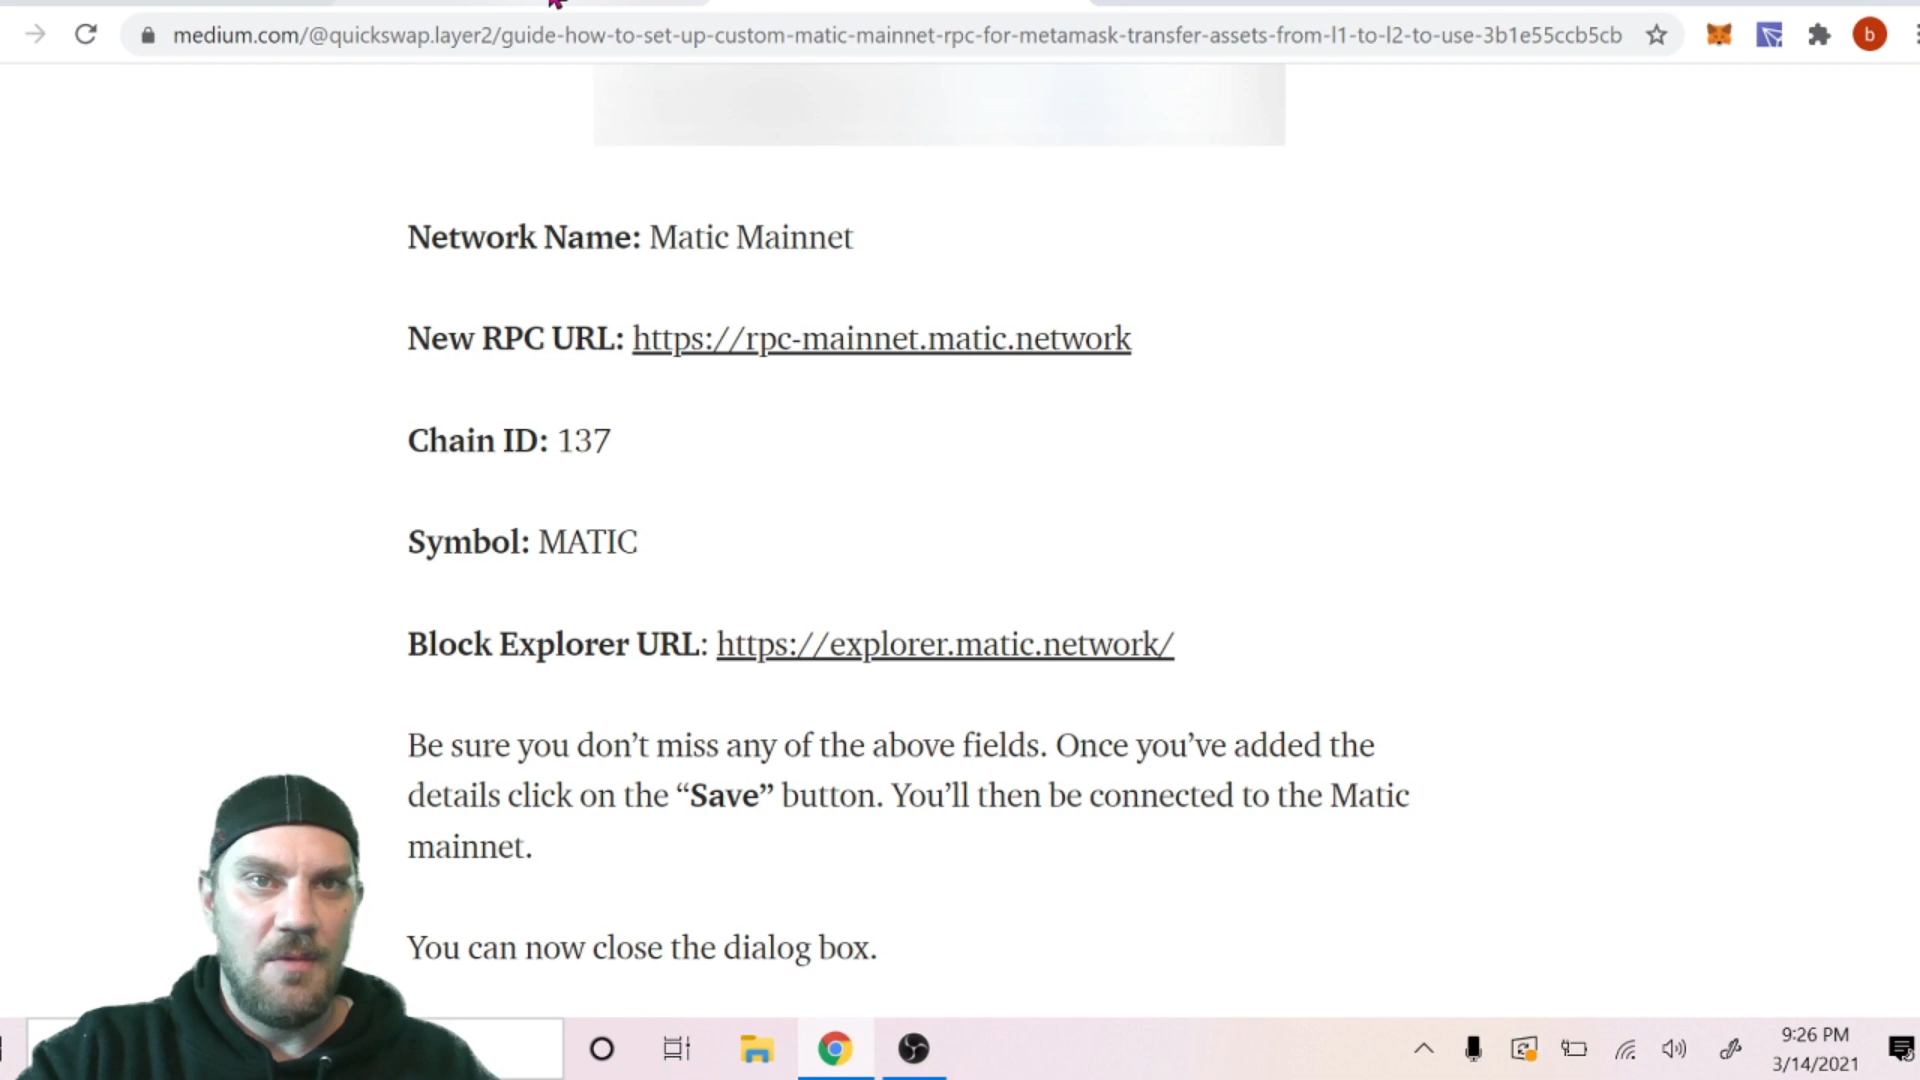 medium.com/@quickswap.layer2/guide-how-to-set-up-custom-matic-mainnet-rpc-for-metamask-transfer-assets-from-l1-to-l2-to-use-3b1e55ccb5cb
b
Network Name: Matic Mainnet
New RPC URL: https://rpc-mainnet.matic.network
Chain ID: 137
Symbol: MATIC
Block Explorer URL: https://explorer.matic.network/
Be sure you don’t miss any of the above fields. Once you’ve added the
details click on the “Save” button. You’ll then be connected to the Matic
mainnet.
You can now close the dialog box.
9:26 PM
3/14/2021